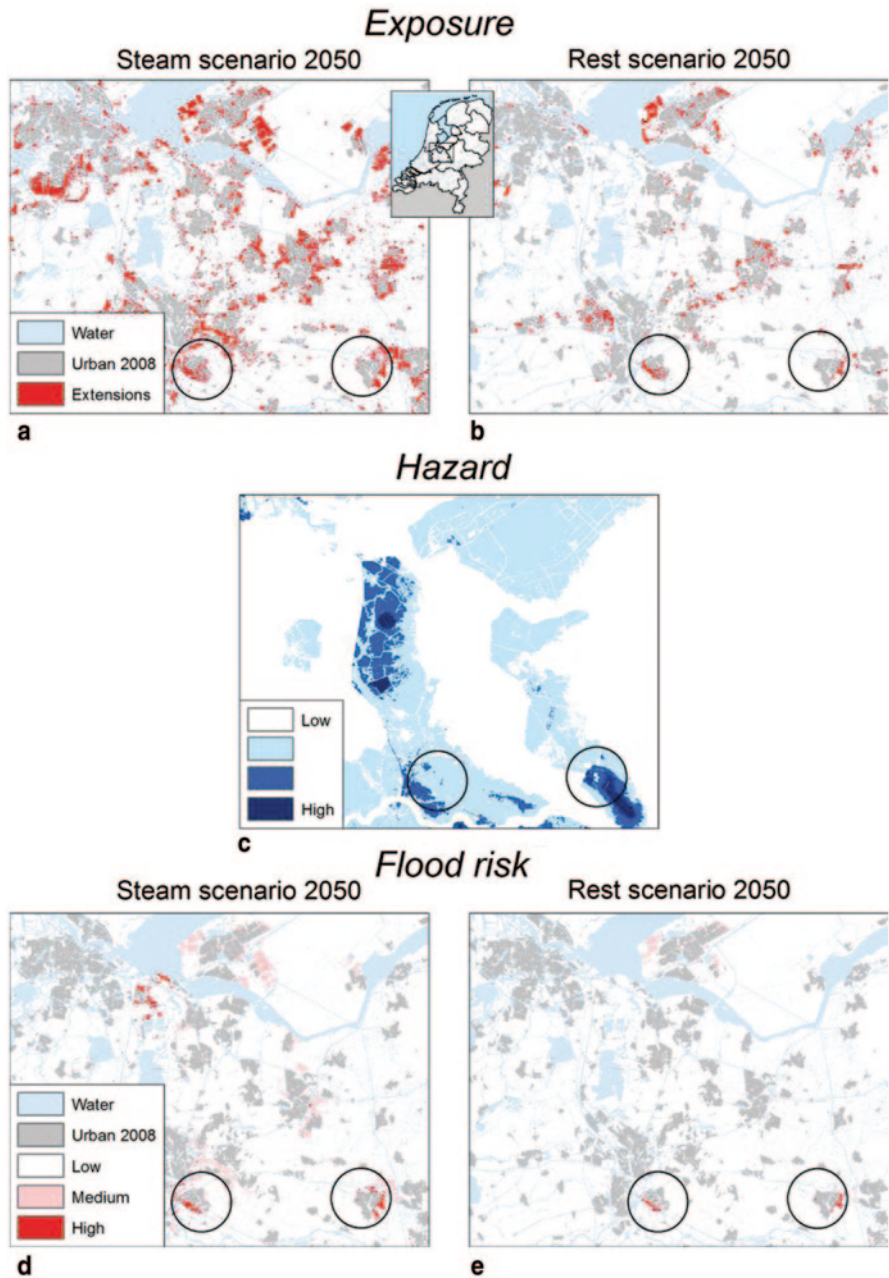 Exposure
Steam scenario 2050
Rest scenario 2050
Water
Urban 2008
Extensions
a
b
Hazard
Low
High
c
Flood risk
Steam scenario 2050
Rest scenario 2050
Water
Urban 2008
Low
Medium
High
d
e